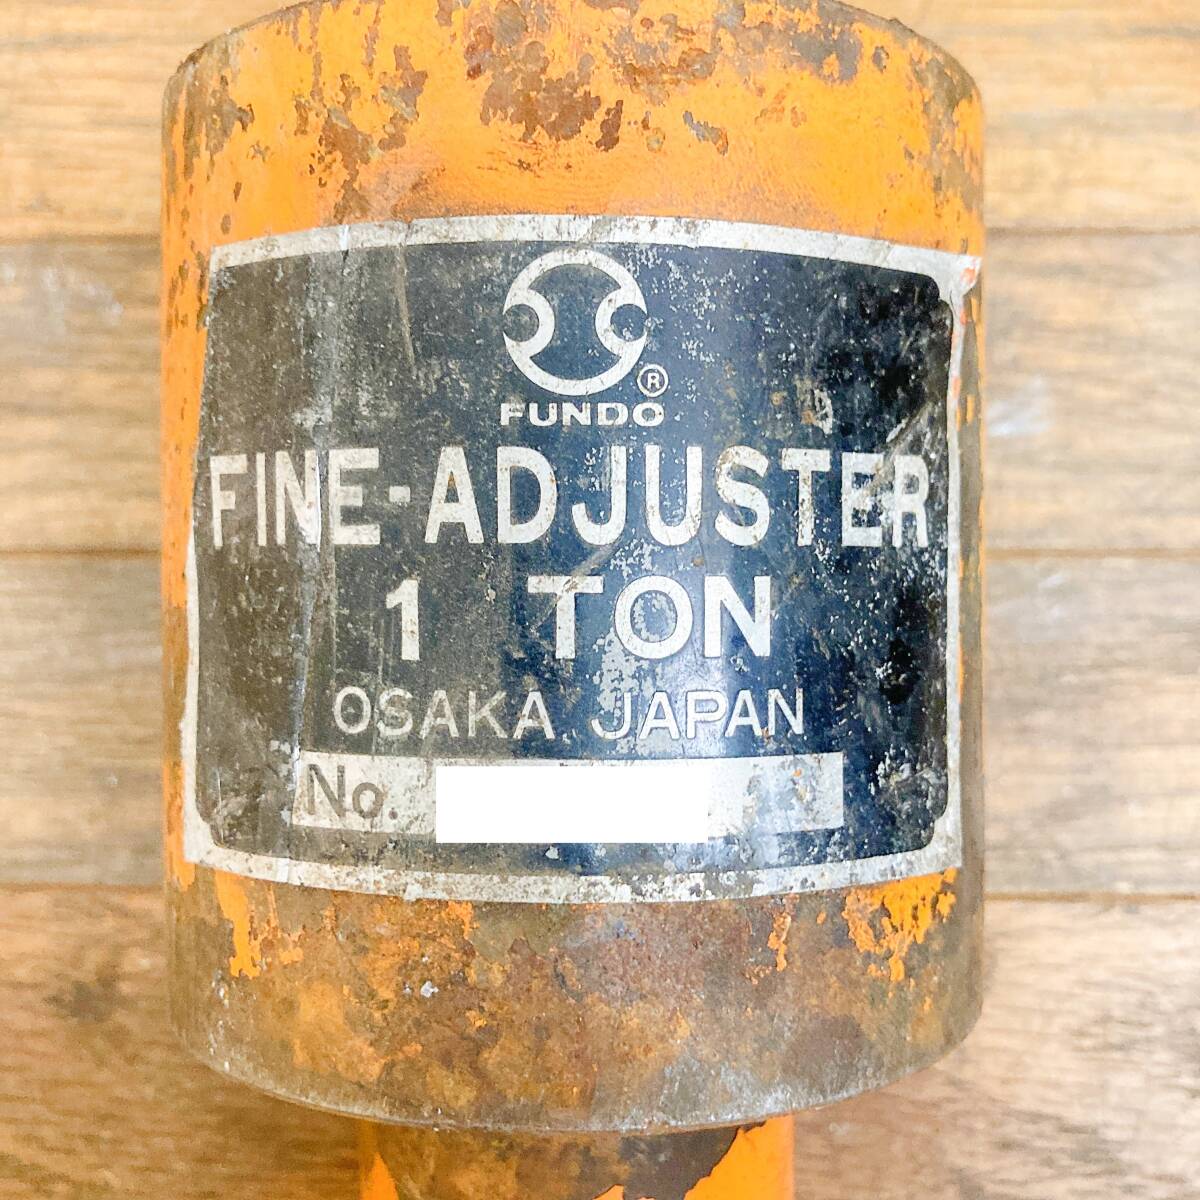 ®
FUNDO
FINE-ADJUSTER
1 TON
OSAKA JAPAN
No.